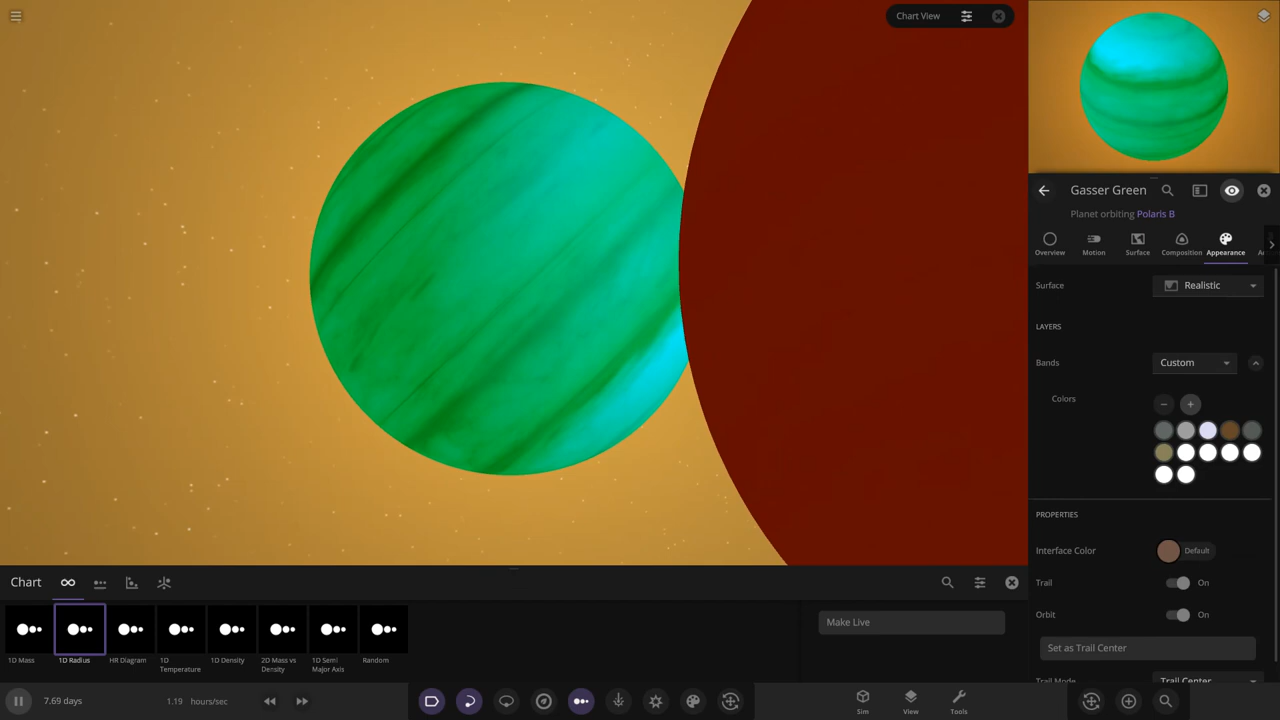 Chart View
Gasser Green
Planet orbiting Polaris B
Overview
Motion
Surface
Composition
Appearance
Surface
Realistic
LAYERS
Bands
Custom
Colors
PROPERTIES
Interface Color
Default
Trail
On
Orbit
On
Set as Trail Center
Trail Mode
Trail Center
Chart
1D Mass
1D Radius
HR Diagram
1D
Temperature
1D Density
2D Mass vs
Density
1D Semi
Major Axis
Random
Make Live
7.69 days
1.19 hours/sec
Sim
View
Tools